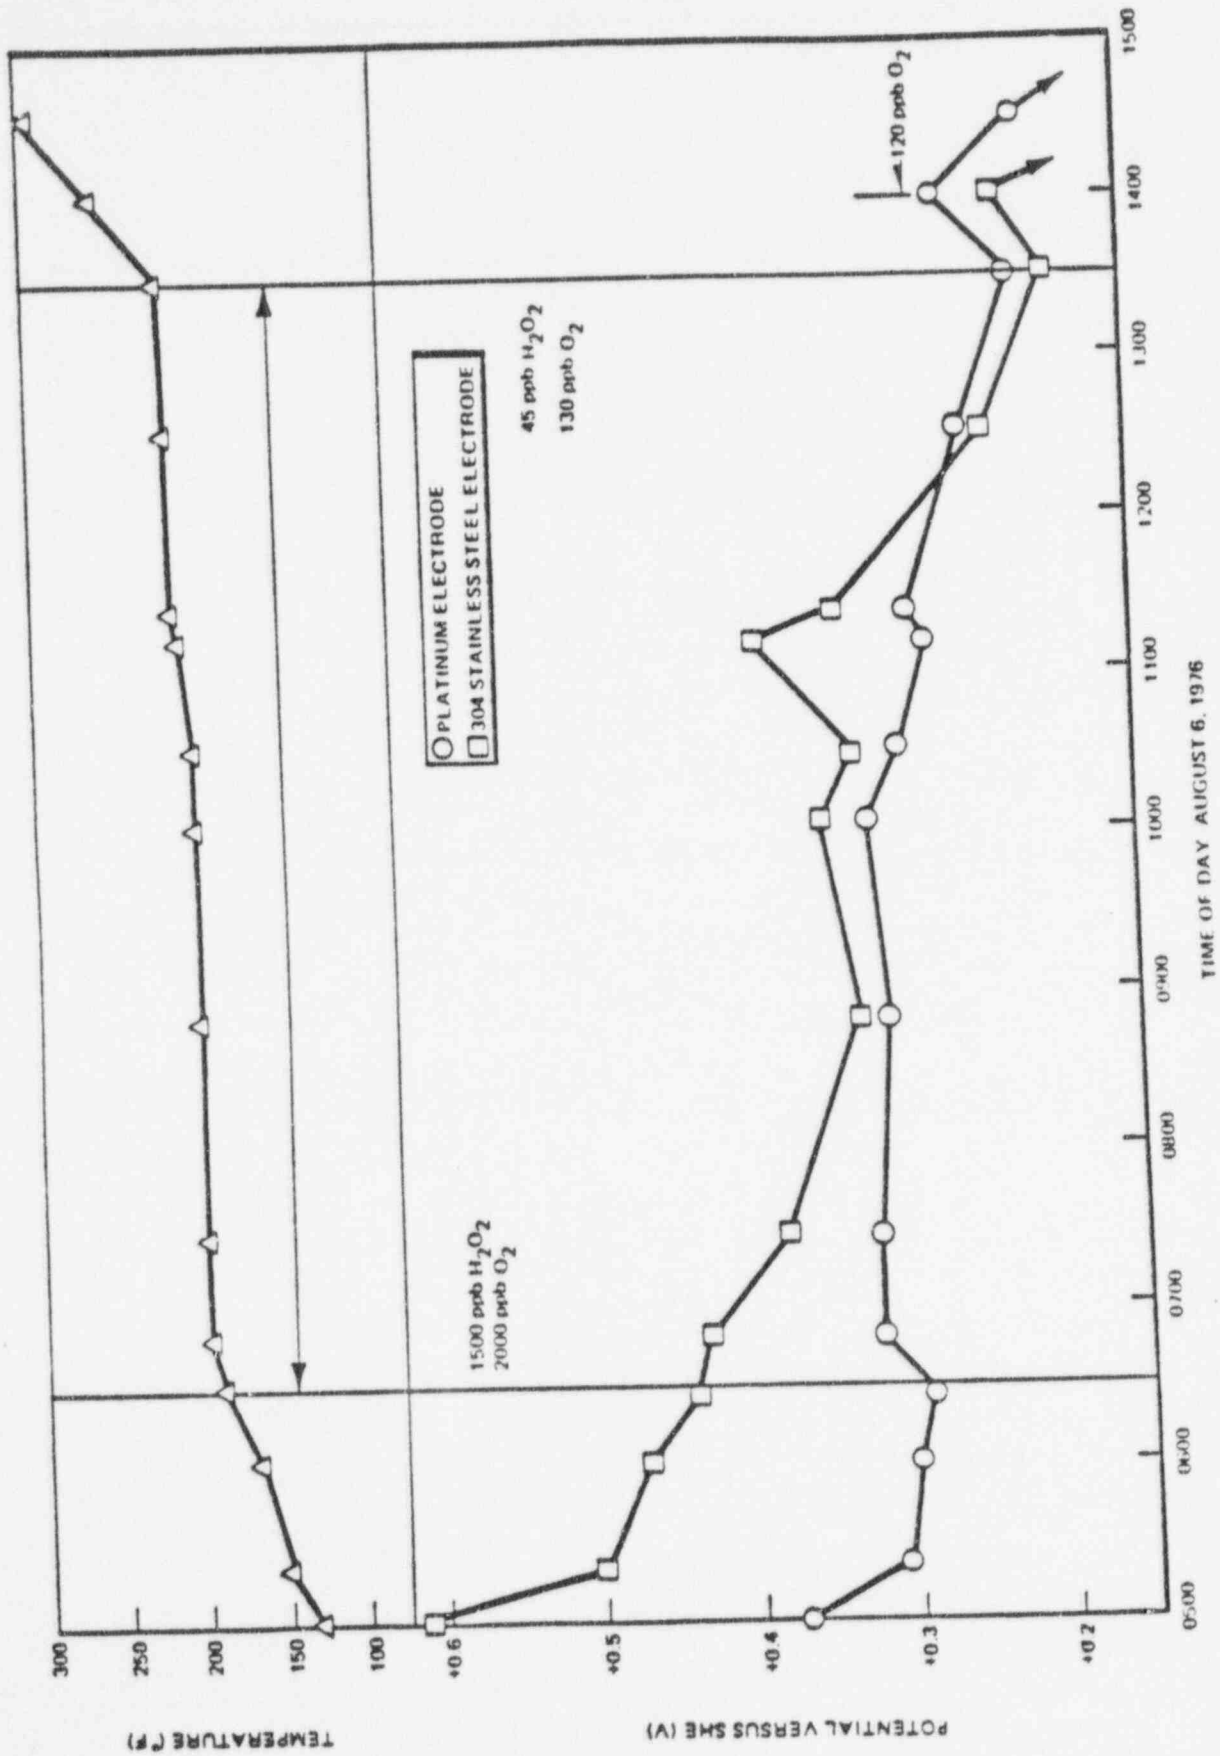 TEMPERATURE (°F)
300
250
200
150
100
POTENTIAL VERSUS SHE (V)
+0.6
+0.5
+0.4
+0.3
+0.2
○ PLATINUM ELECTRODE
□ 304 STAINLESS STEEL ELECTRODE
1500 ppb H₂O₂
2000 ppb O₂
45 ppb H₂O₂
130 ppb O₂
120 ppb O₂
0500
0600
0700
0800
0900
1000
1100
1200
1300
1400
1500
TIME OF DAY AUGUST 6, 1976